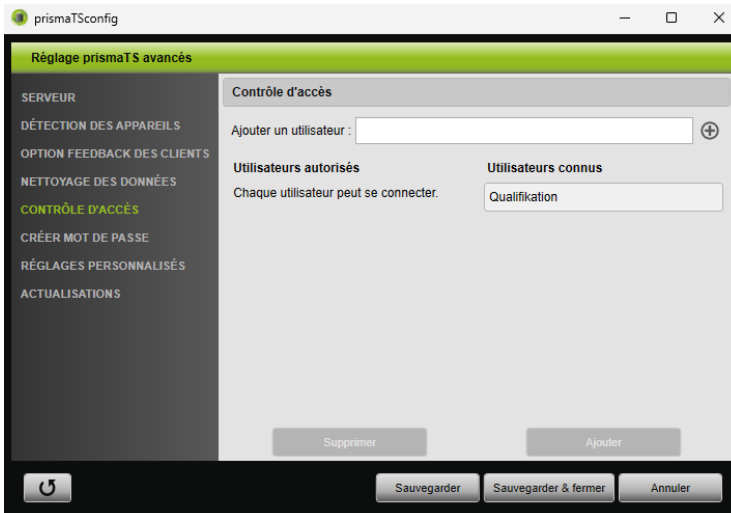 prismaTSconfig
Réglage prismaTS avancés
SERVEUR
DÉTECTION DES APPAREILS
OPTION FEEDBACK DES CLIENTS
NETTOYAGE DES DONNÉES
CONTRÔLE D'ACCÈS
CRÉER MOT DE PASSE
RÉGLAGES PERSONNALISÉS
ACTUALISATIONS
Contrôle d'accès
Ajouter un utilisateur :
Utilisateurs autorisés
Chaque utilisateur peut se connecter.
Utilisateurs connus
Qualifikation
Supprimer
Ajouter
Sauvegarder
Sauvegarder & fermer
Annuler